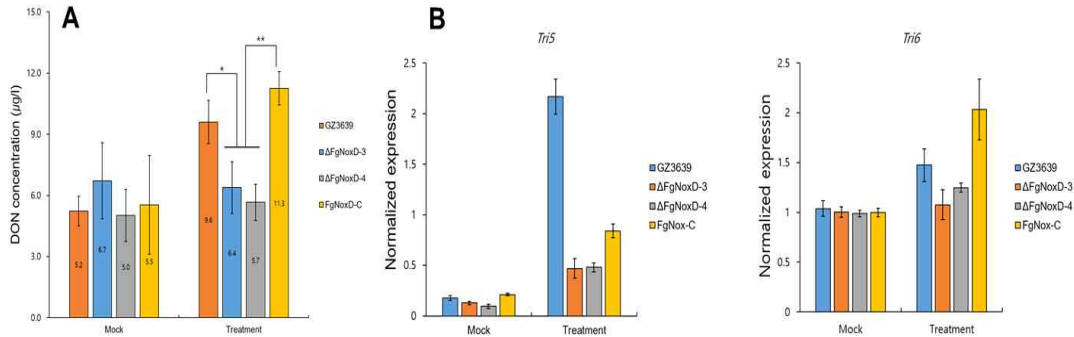 A
15.0
12.0
9.0
6.0
3.0
0.0
DON concentration (µg/l)
5.2
6.7
5.0
5.5
9.6
6.4
5.7
11.3
*
**
Mock
Treatment
GZ3639
ΔFgNoxD-3
ΔFgNoxD-4
FgNoxD-C
B
Tri5
2.5
2
1.5
1
0.5
0
Normalized expression
Mock
Treatment
GZ3639
ΔFgNoxD-3
ΔFgNoxD-4
FgNox-C
Tri6
2.5
2
1.5
1
0.5
0
Normalized expression
Mock
Treatment
GZ3639
ΔFgNoxD-3
ΔFgNoxD-4
FgNox-C